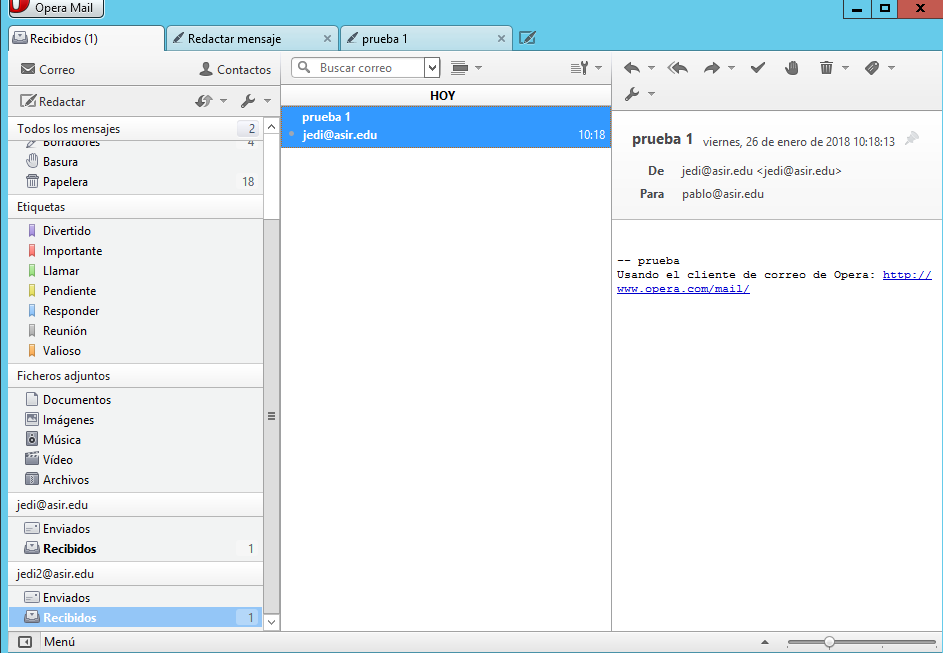 Opera Mail
Recibidos (1)
Redactar mensaje
prueba 1
Correo
Contactos
Buscar correo
Redactar
HOY
Todos los mensajes 2
Borradores 4
Basura
Papelera 18
Etiquetas
Divertido
Importante
Llamar
Pendiente
Responder
Reunión
Valioso
Ficheros adjuntos
Documentos
Imágenes
Música
Vídeo
Archivos
jedi@asir.edu
Enviados
Recibidos 1
jedi2@asir.edu
Enviados
Recibidos 1
Menú
prueba 1
jedi@asir.edu 10:18
prueba 1 viernes, 26 de enero de 2018 10:18:13
De jedi@asir.edu <jedi@asir.edu>
Para pablo@asir.edu
-- prueba
Usando el cliente de correo de Opera: http://
www.opera.com/mail/